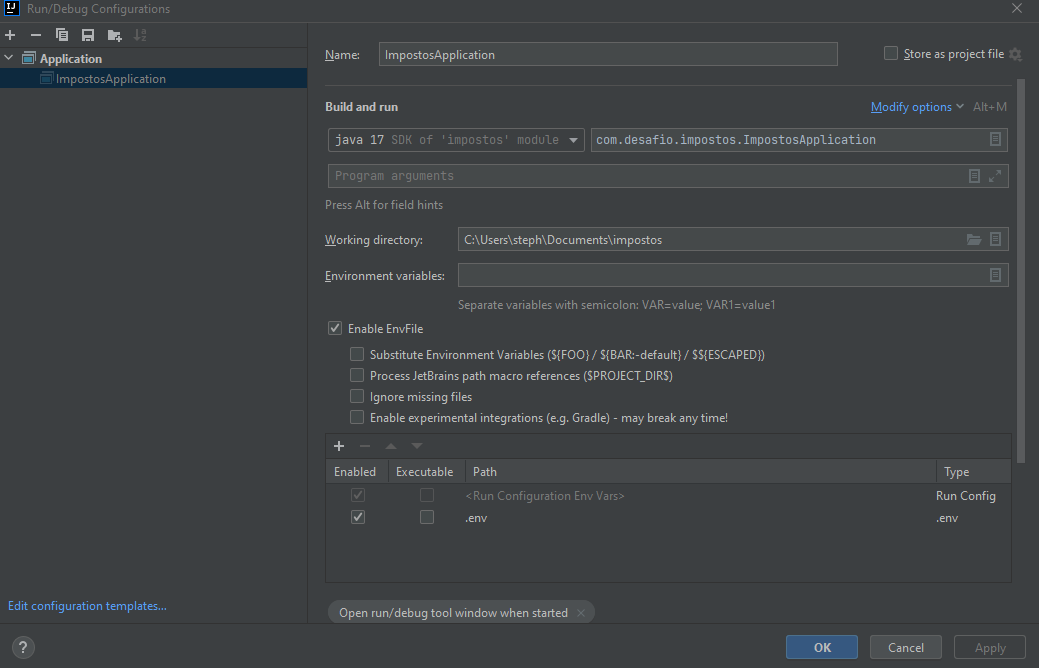 IJ Run/Debug Configurations
Application
ImpostosApplication
Name: ImpostosApplication Store as project file
Build and run Modify options Alt+M
java 17 SDK of 'impostos' module com.desafio.impostos.ImpostosApplication
Program arguments
Press Alt for field hints
Working directory: C:\Users\steph\Documents\impostos
Environment variables:
Separate variables with semicolon: VAR=value; VAR1=value1
Enable EnvFile
Substitute Environment Variables (${FOO} / ${BAR:-default} / $${ESCAPED})
Process JetBrains path macro references ($PROJECT_DIR$)
Ignore missing files
Enable experimental integrations (e.g. Gradle) - may break any time!
Enabled Executable Path Type
<Run Configuration Env Vars> Run Config
.env .env
Edit configuration templates...
Open run/debug tool window when started
? OK Cancel Apply